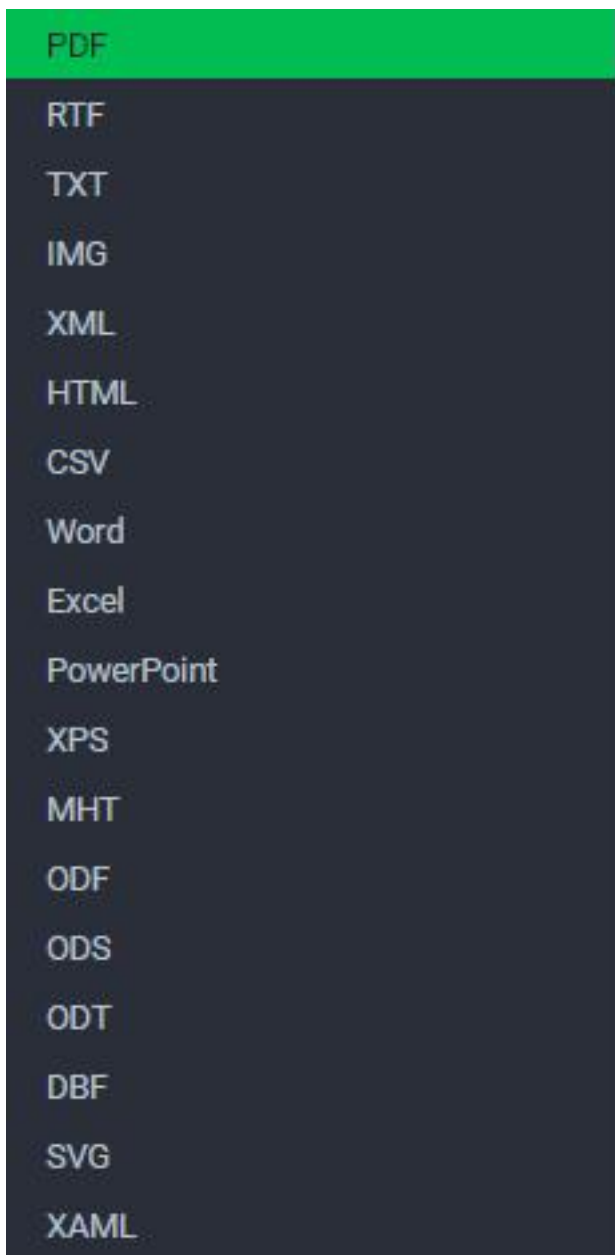 PDF
RTF
TXT
IMG
XML
HTML
CSV
Word
Excel
PowerPoint
XPS
MHT
ODF
ODS
ODT
DBF
SVG
XAML